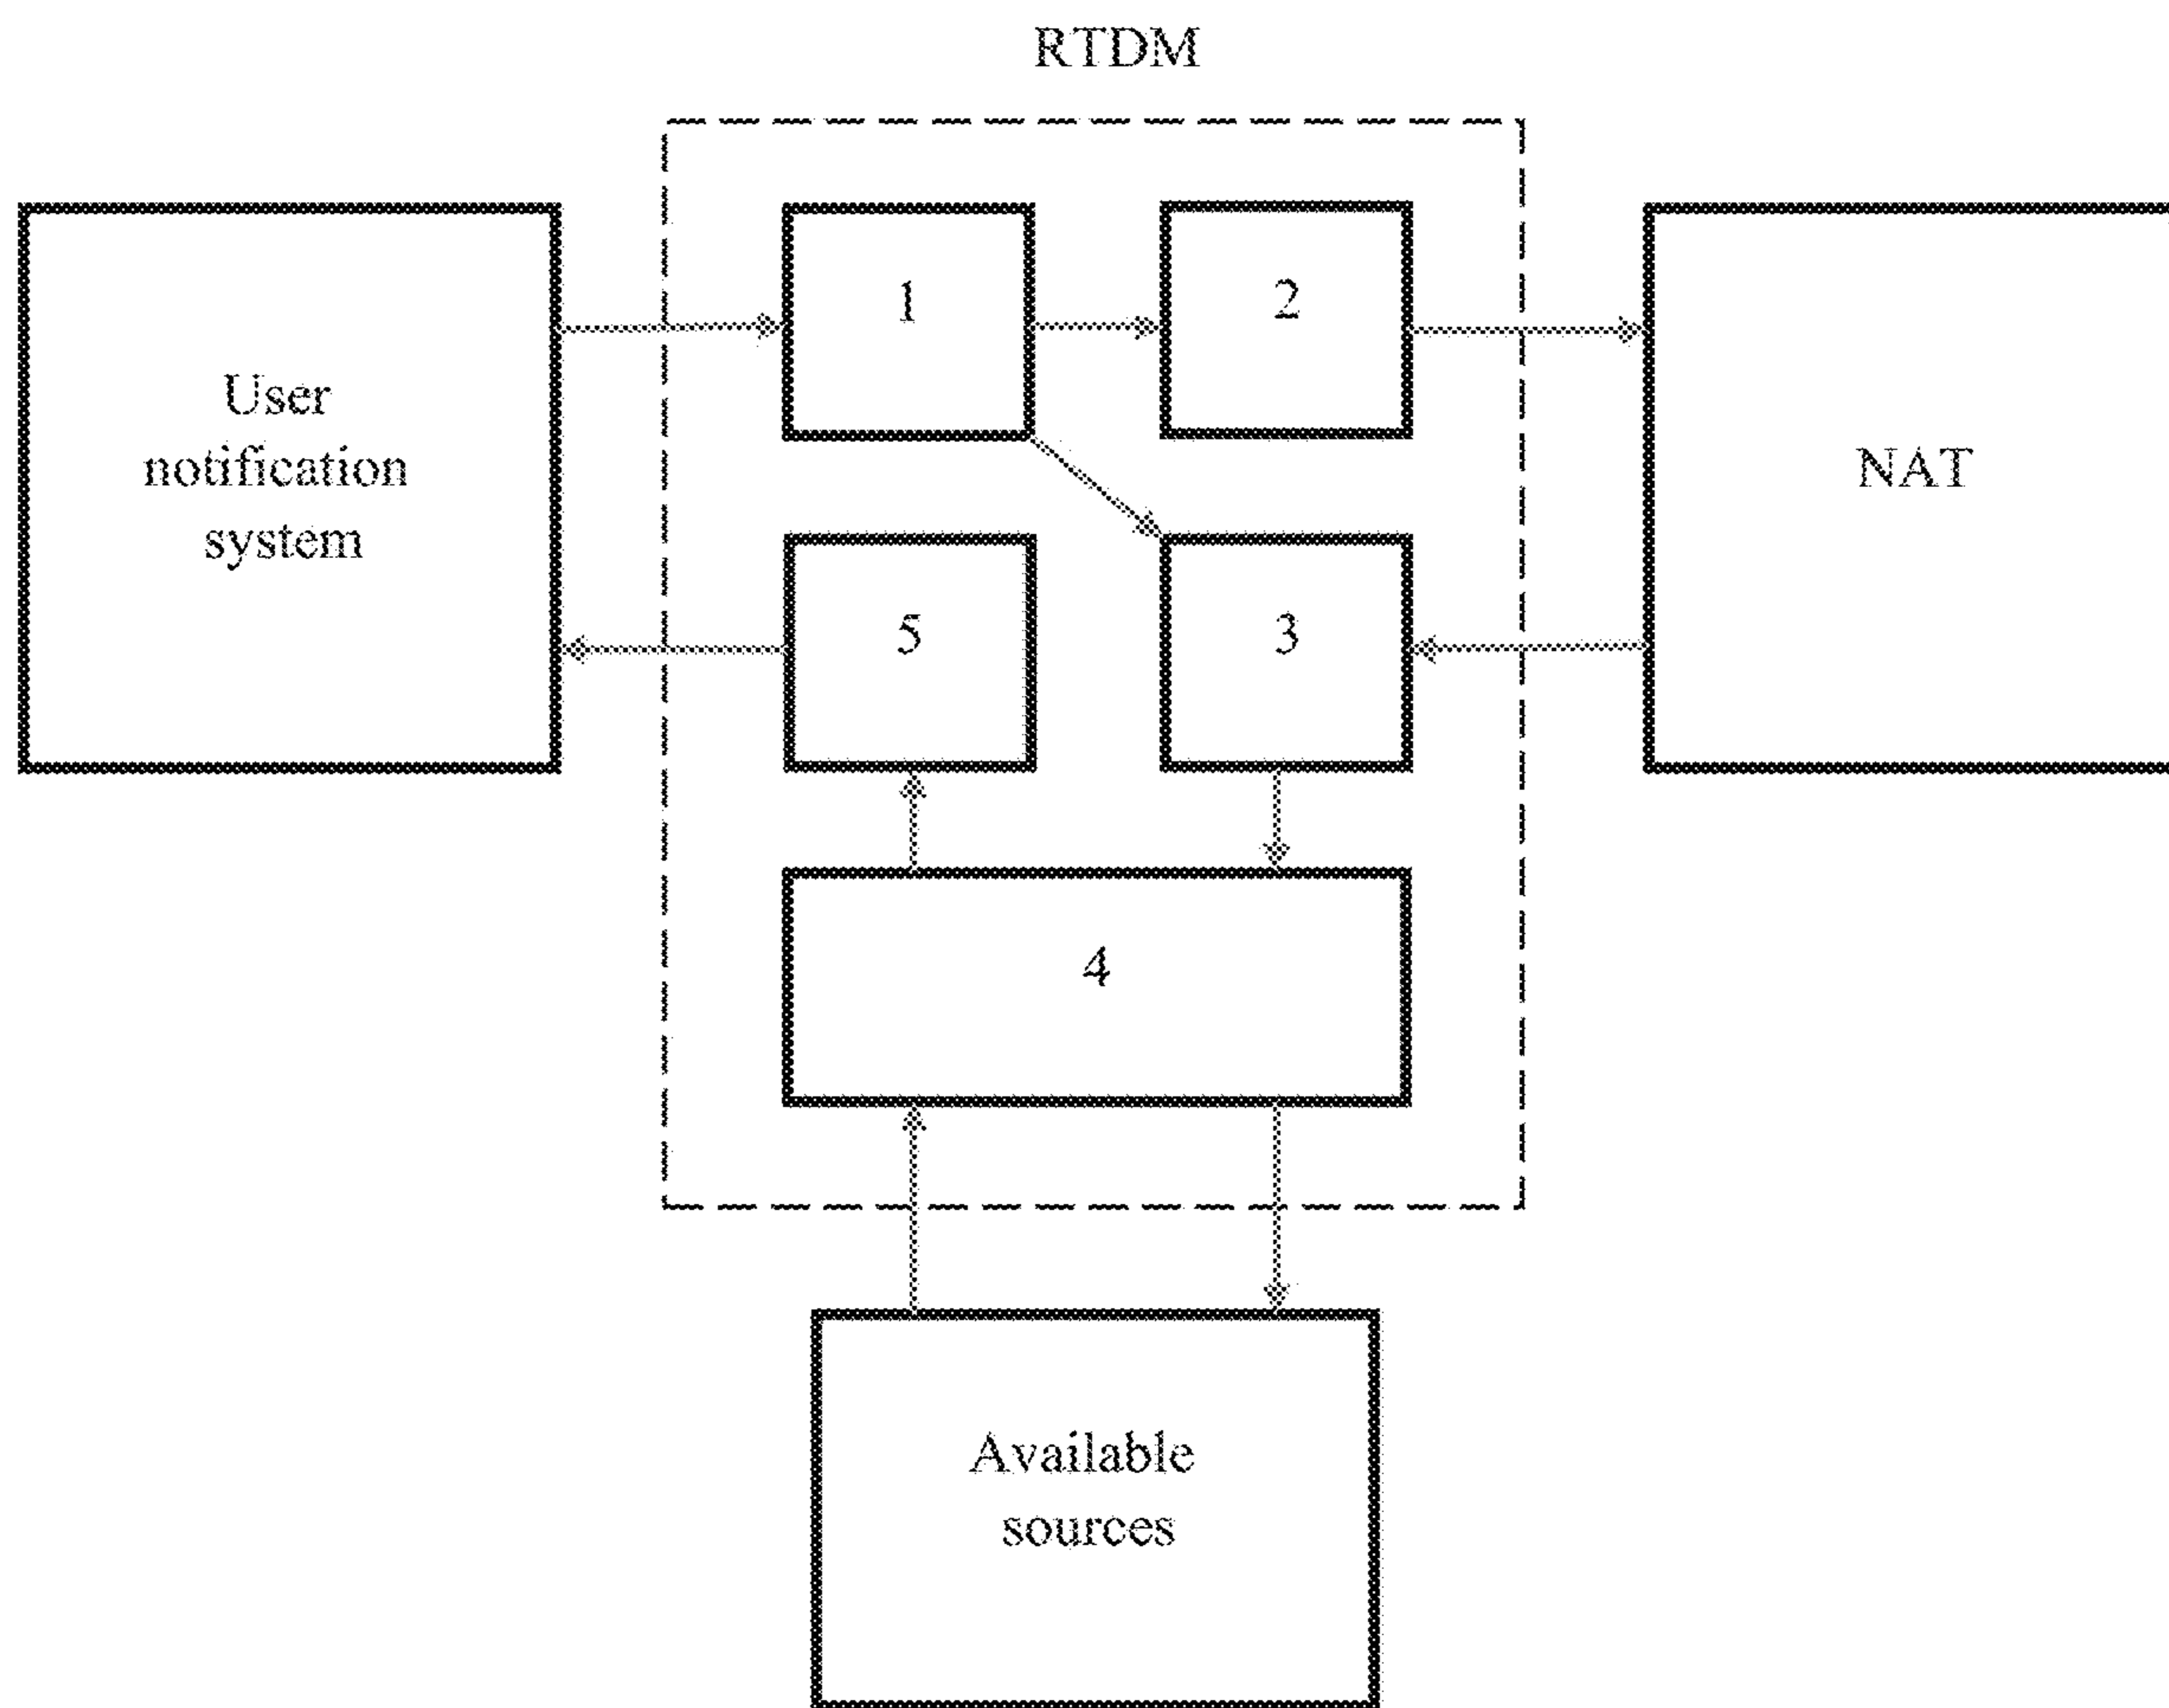 RTDM
User
notification
system
1
2
NAT
5
3
4
Available
sources